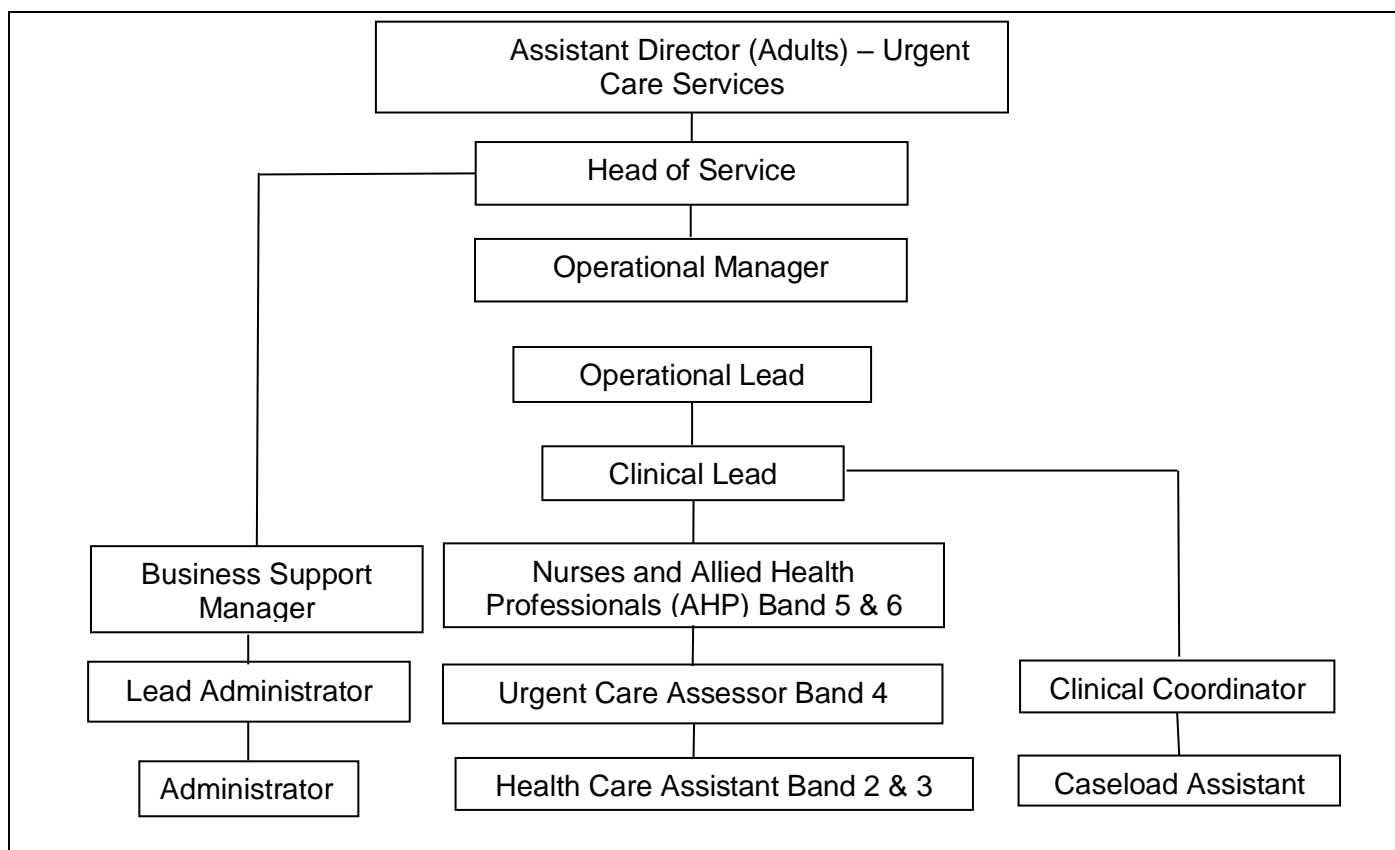 Assistant Director (Adults) – Urgent
Care Services
Head of Service
Operational Manager
Operational Lead
Clinical Lead
Business Support
Manager
Nurses and Allied Health
Professionals (AHP) Band 5 & 6
Lead Administrator
Urgent Care Assessor Band 4
Clinical Coordinator
Administrator
Health Care Assistant Band 2 & 3
Caseload Assistant